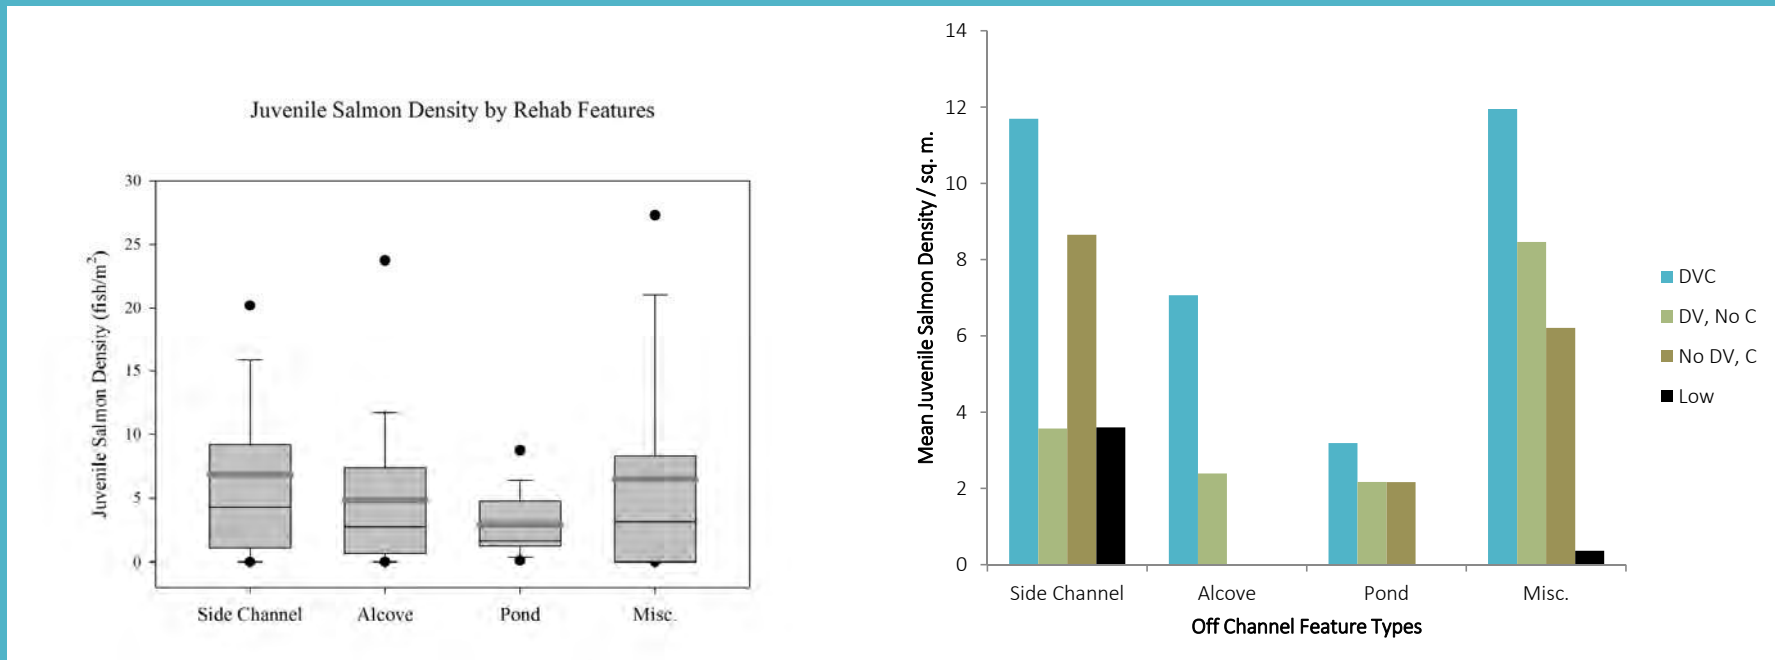 Juvenile Salmon Density by Rehab Features
Juvenile Salmon Density (fish/m²)
30
25
20
15
10
5
0
Side Channel Alcove Pond Misc.
Mean Juvenile Salmon Density / sq. m.
14
12
10
8
6
4
2
0
Side Channel Alcove Pond Misc.
Off Channel Feature Types
DVC
DV, No C
No DV, C
Low